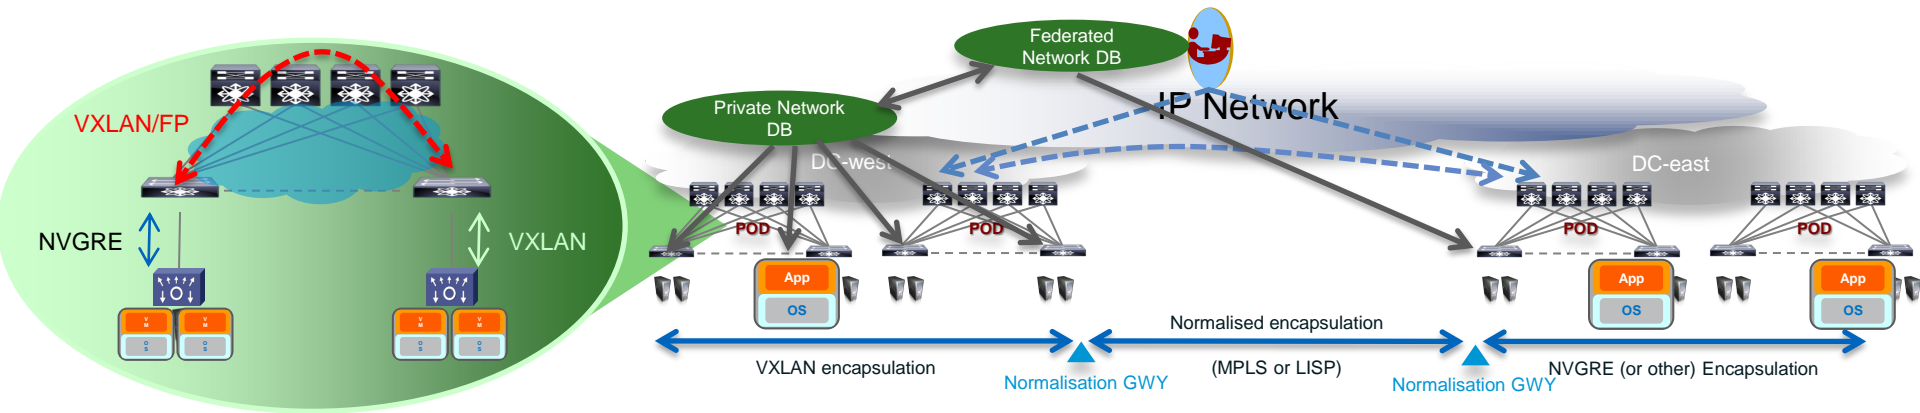 Federated
Network DB
IP Network
Private Network
DB
DC-west
DC-east
VXLAN/FP
NVGRE
VXLAN
V
M
V
M
V
M
V
M
O
S
O
S
O
S
O
S
POD
POD
POD
POD
App
OS
App
OS
App
OS
Normalised encapsulation
(MPLS or LISP)
VXLAN encapsulation
NVGRE (or other) Encapsulation
Normalisation GWY
Normalisation GWY